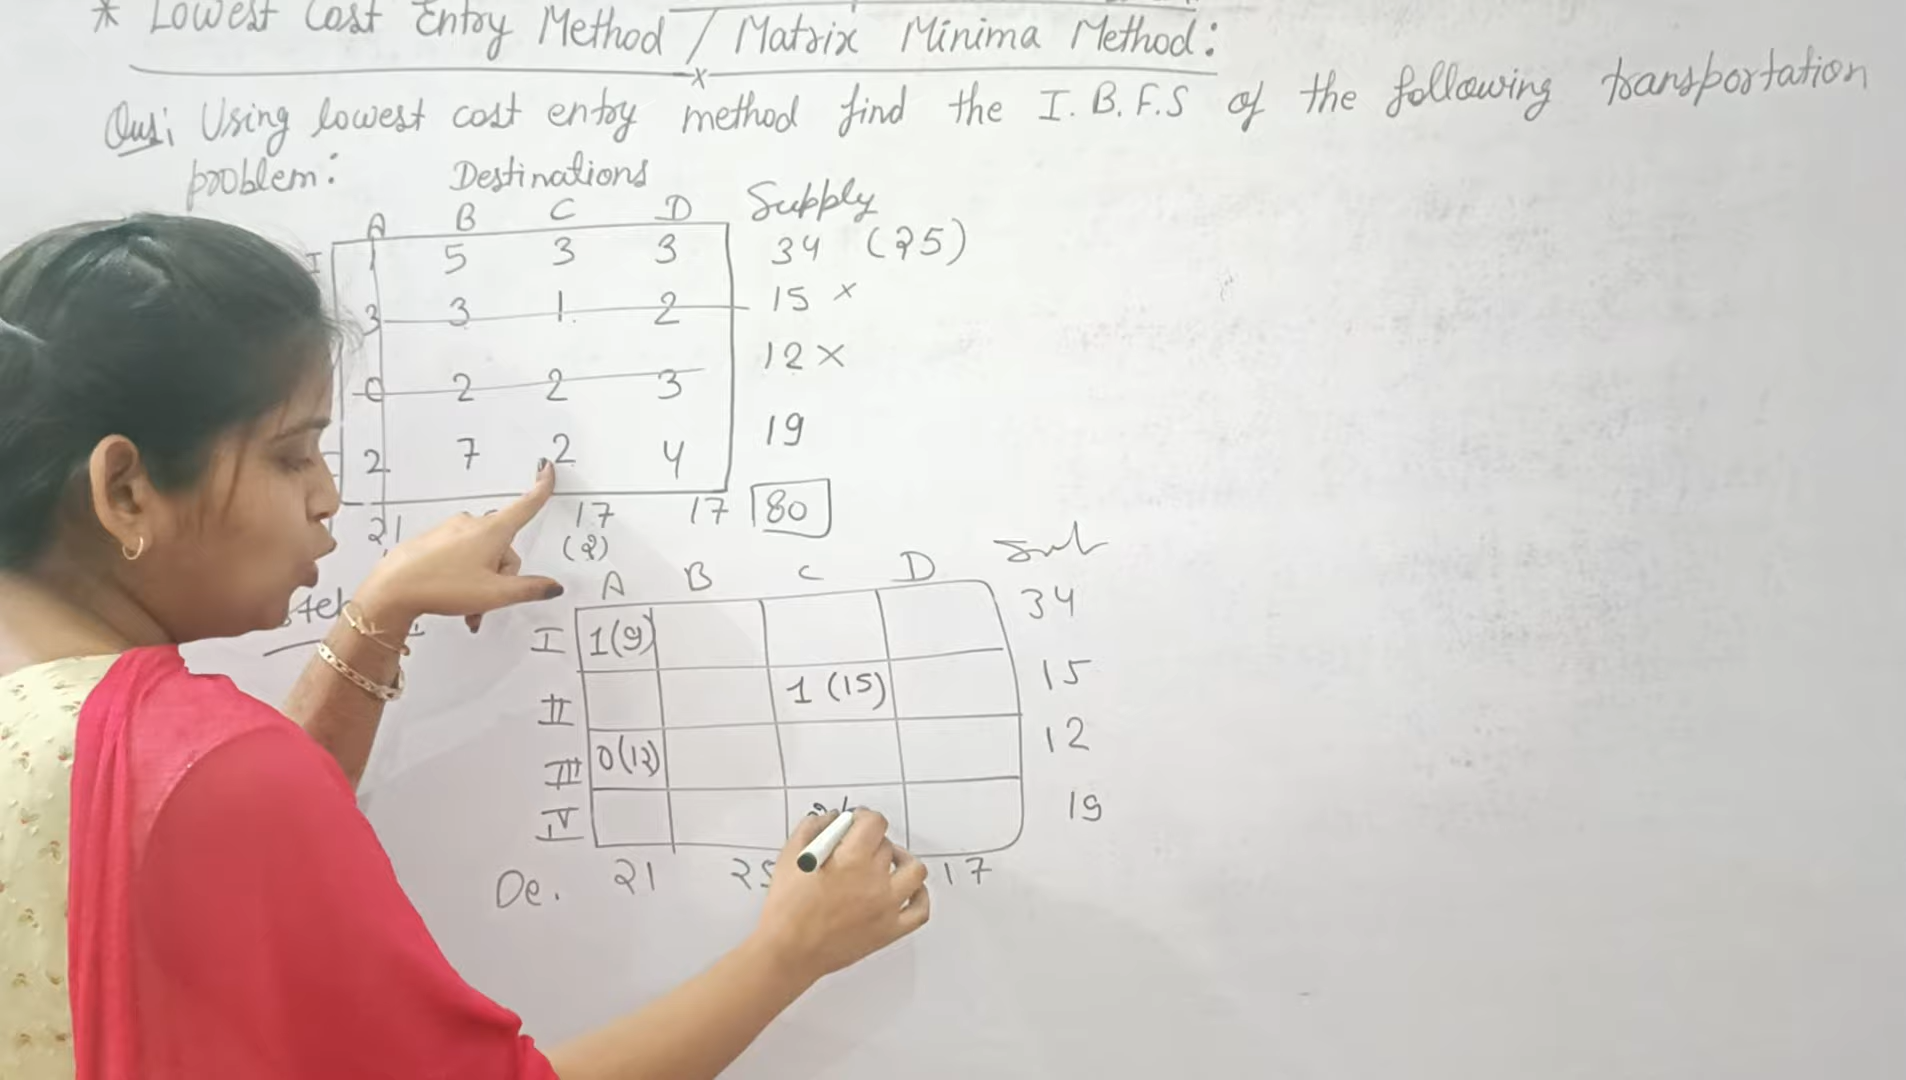 * Lowest Cost Entry Method / Matrix Minima Method:
Ques: Using lowest cost entry method find the I.B.F.S of the following transportation
problem:
Destinations
A B C D Supply
I 1 5 3 3 34 (25)
3 3 1. 2 15 ×
0 2 2 3 12 ×
2 7 2 4 19
21 17 17 80
(2)
A B C D Sup
I 1(9) 34
II 1 (15) 15
III 0(12) 12
IV 19
De. 21 25 17